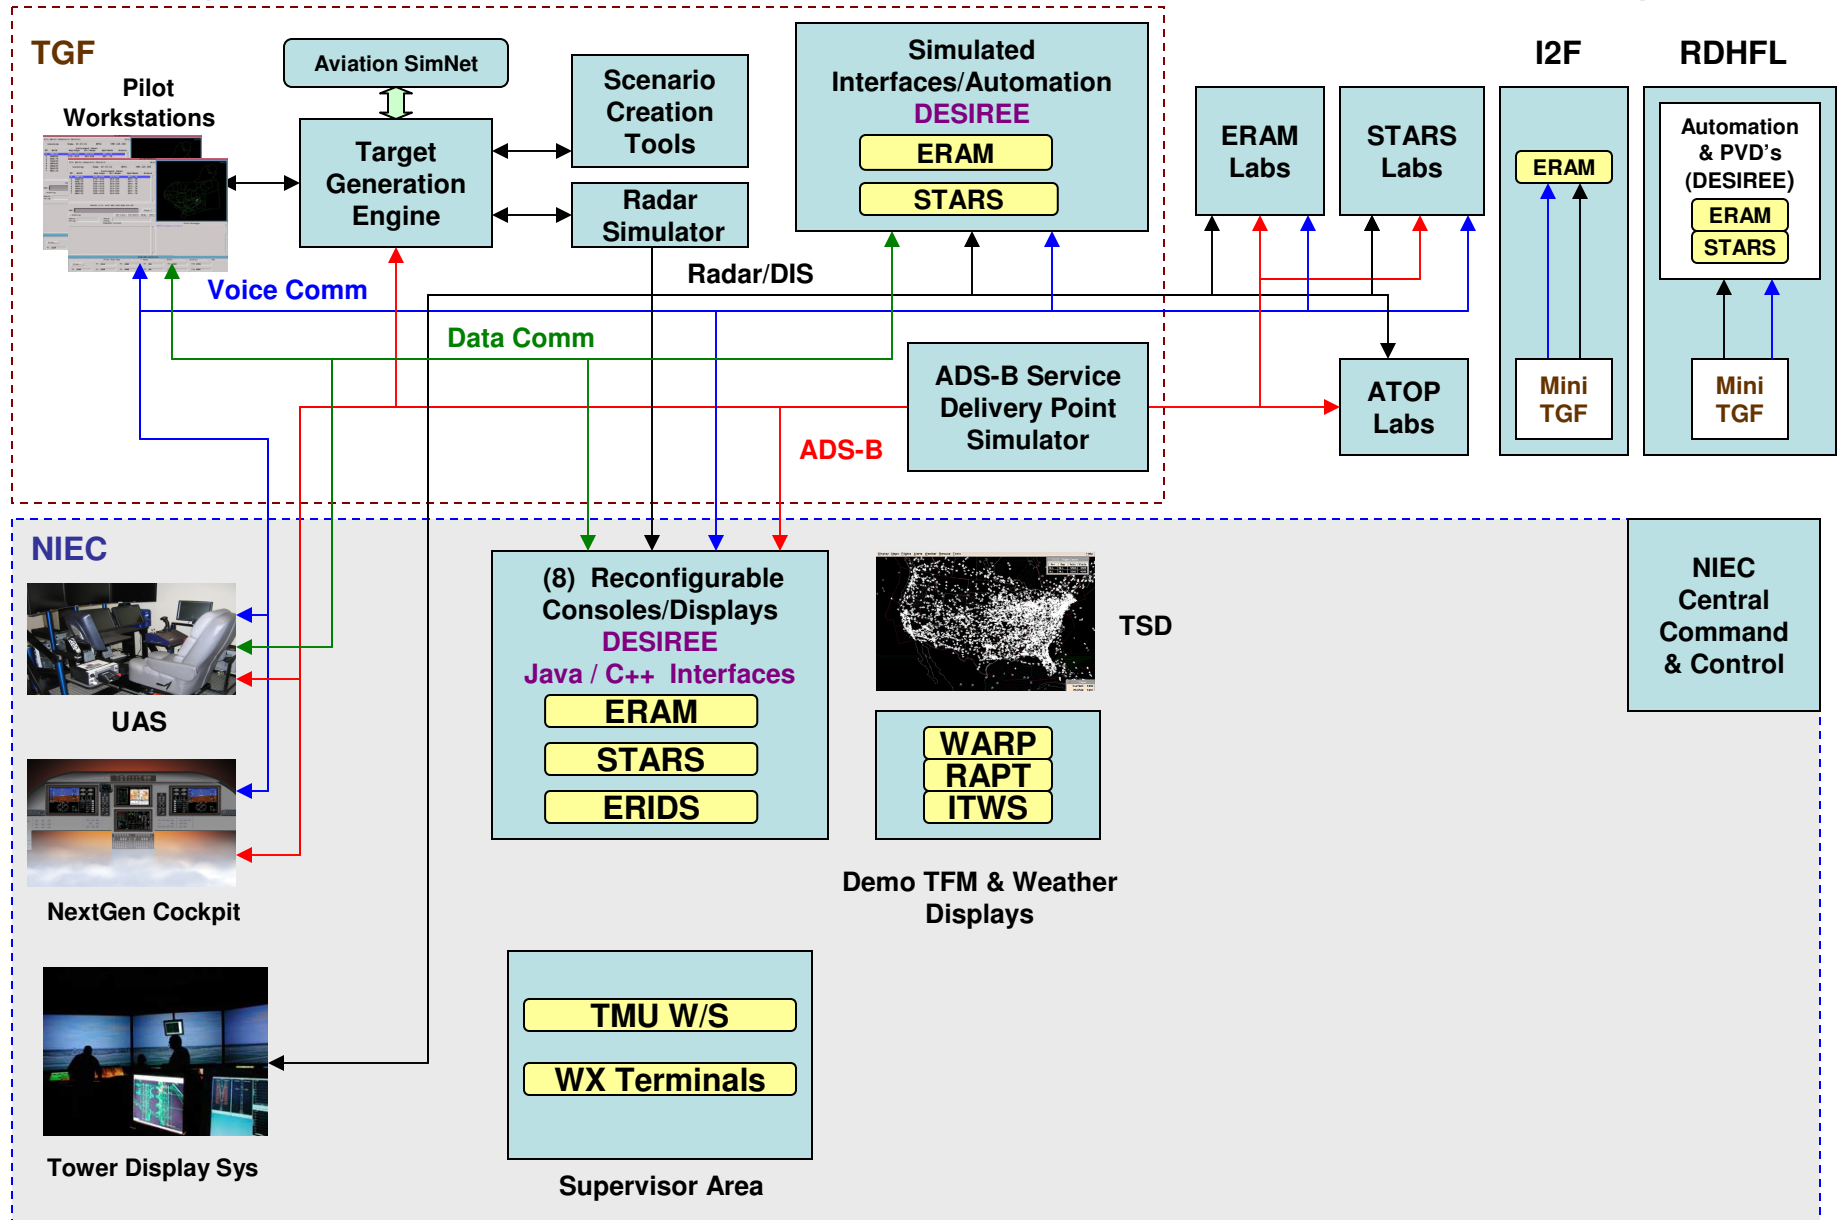 TGF
Pilot
Workstations
Aviation SimNet
Target
Generation
Engine
Scenario
Creation
Tools
Radar
Simulator
Simulated
Interfaces/Automation
DESIREE
ERAM
STARS
ERAM
Labs
STARS
Labs
I2F
ERAM
Mini
TGF
RDHFL
Automation
& PVD's
(DESIREE)
ERAM
STARS
Mini
TGF
Radar/DIS
Voice Comm
Data Comm
ADS-B Service
Delivery Point
Simulator
ADS-B
ATOP
Labs
NIEC
UAS
NextGen Cockpit
Tower Display Sys
(8) Reconfigurable
Consoles/Displays
DESIREE
Java / C++ Interfaces
ERAM
STARS
ERIDS
TSD
WARP
RAPT
ITWS
Demo TFM & Weather
Displays
TMU W/S
WX Terminals
Supervisor Area
NIEC
Central
Command
& Control